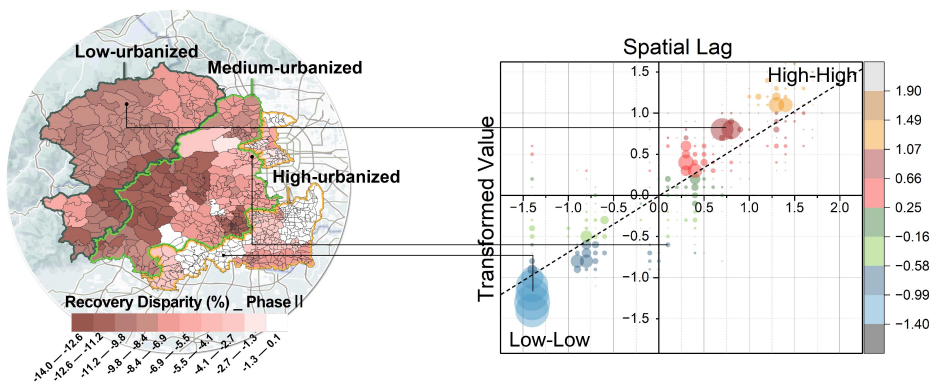 Low-urbanized
Medium-urbanized
High-urbanized
Recovery Disparity (%) _ Phase II
-14.0 — -12.6
-12.6 — -11.2
-11.2 — -9.8
-9.8 — -8.4
-8.4 — -6.9
-6.9 — -5.5
-5.5 — -4.1
-4.1 — -2.7
-2.7 — -1.3
-1.3 — 0.1
Spatial Lag
Transformed Value
High-High
Low-Low
1.5
1.0
0.5
0.0
-0.5
-1.0
-1.5
-1.5 -1.0 -0.5 0.0 0.5 1.0 1.5 2.0
1.90
1.49
1.07
0.66
0.25
-0.16
-0.58
-0.99
-1.40